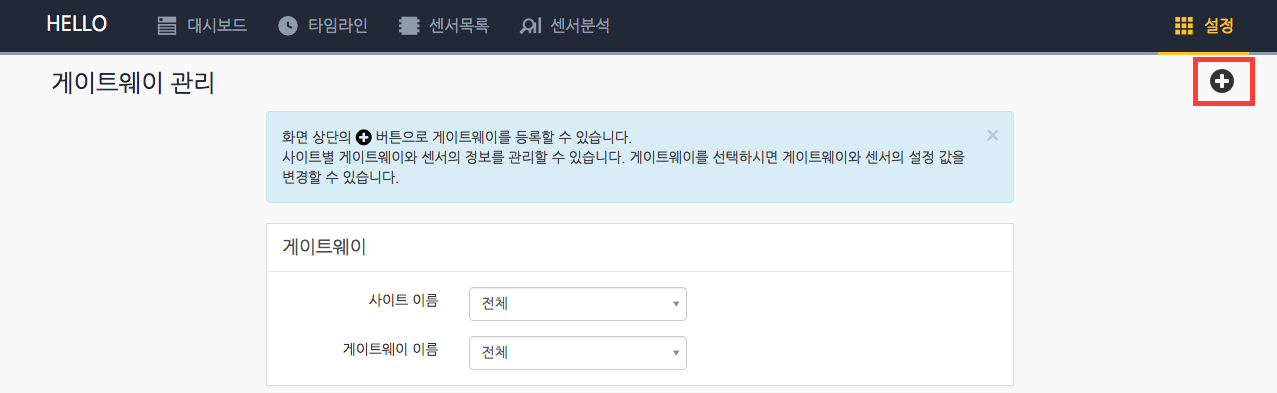 HELLO 대시보드 타임라인 센서목록 센서분석 설정
게이트웨이 관리
화면 상단의 버튼으로 게이트웨이를 등록할 수 있습니다.
사이트별 게이트웨이와 센서의 정보를 관리할 수 있습니다. 게이트웨이를 선택하시면 게이트웨이와 센서의 설정 값을
변경할 수 있습니다.
게이트웨이
사이트 이름 전체
게이트웨이 이름 전체